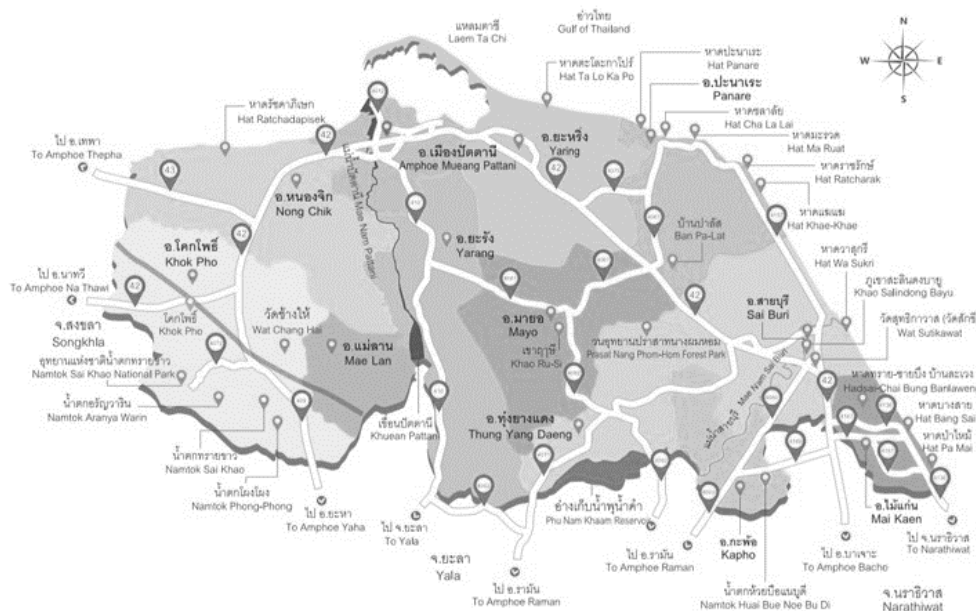 แหลมตาชี
Laem Ta Chi
อ่าวไทย
Gulf of Thailand
N
W
E
S
หาดปะนาเระ
Hat Panare
หาดตะโละกาโปร์
Hat Ta Lo Ka Po
อ.ปะนาเระ
Panare
หาดรัชดาภิเษก
Hat Ratchadapisek
หาดชลาลัย
Hat Cha La Lai
หาดมะรวด
Hat Ma Ruat
ไป อ.เทพา
To Amphoe Thepha
43
42
อ.เมืองปัตตานี
Amphoe Mueang Pattani
อ.ยะหริ่ง
Yaring
42
หาดราชรักษ์
Hat Ratcharak
อ.หนองจิก
Nong Chik
แม่น้ำปัตตานี Mae Nam Pattani
หาดแฆแฆ
Hat Khae-Khae
อ.โคกโพธิ์
Khok Pho
42
อ.ยะรัง
Yarang
บ้านปาลัส
Ban Pa-Lat
หาดวาสุกรี
Hat Wa Sukri
ไป อ.นาทวี
To Amphoe Na Thawi
42
42
ภูเขาสะลินดงบายู
Khao Salindong Bayu
จ.สงขลา
Songkhla
โคกโพธิ์
Khok Pho
วัดช้างให้
Wat Chang Hai
อ.แม่ลาน
Mae Lan
อ.มายอ
Mayo
เขาฤาษี
Khao Ru-Si
วนอุทยานปราสาทนางผมหอม
Prasat Nang Phom-Hom Forest Park
อ.สายบุรี
Sai Buri
วัดสุทธิกาวาส (วัดสักขี
Wat Sutikawat
อุทยานแห่งชาติน้ำตกทรายขาว
Namtok Sai Khao National Park
แม่น้ำสายบุรี Mae Nam Sai Buri
42
หาดทราย-ชายบึง บ้านละเวง
Hadsai-Chai Bung Banlaweng
น้ำตกอรัญวาริน
Namtok Aranya Warin
เขื่อนปัตตานี
Khuean Pattani
อ.ทุ่งยางแดง
Thung Yang Daeng
หาดบางสาย
Hat Bang Sai
น้ำตกทรายขาว
Namtok Sai Khao
หาดป่าไหม้
Hat Pa Mai
น้ำตกโผงโผง
Namtok Phong-Phong
ไป อ.ยะหา
To Amphoe Yaha
ไป จ.ยะลา
To Yala
อ่างเก็บน้ำพุน้ำดำ
Phu Nam Khaam Reservoir
อ.ไม้แก่น
Mai Kaen
อ.กะพ้อ
Kapho
ไป จ.นราธิวาส
To Narathiwat
จ.ยะลา
Yala
ไป อ.รามัน
To Amphoe Raman
ไป อ.รามัน
To Amphoe Raman
ไป อ.บาเจาะ
To Amphoe Bacho
น้ำตกห้วยบือแนบูดี
Namtok Huai Bue Noe Bu Di
จ.นราธิวาส
Narathiwat